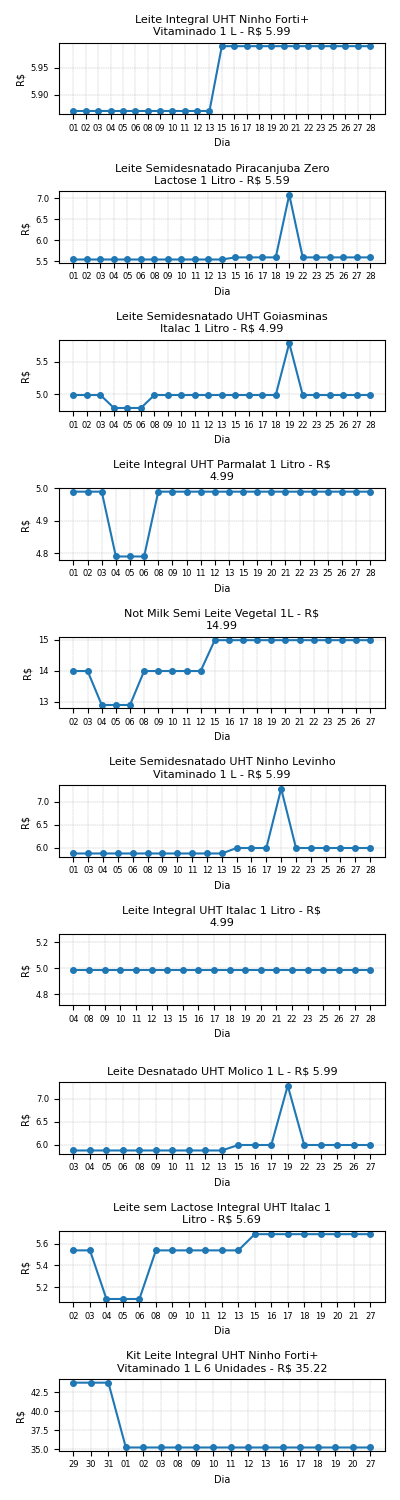 Leite Integral UHT Ninho Forti+
Vitaminado 1 L - R$ 5.99
5.95
5.90
R$
01 02 03 04 05 06 08 09 10 11 12 13 15 16 17 19 20 21 22 23 25 26 27 28
Dia
Leite Semidesnatado Piracanjuba Zero
Lactose 1 Litro - R$ 5.59
7.0
6.5
6.0
5.5
R$
01 02 03 04 05 06 08 09 10 11 12 13 15 16 17 18 19 22 23 25 26 27 28
Dia
Leite Semidesnatado UHT Goiasminas
Italac 1 Litro - R$ 4.99
5.5
5.0
R$
01 02 03 04 05 06 08 09 10 11 12 13 15 16 17 18 19 22 23 25 26 27 28
Dia
Leite Integral UHT Parmalat 1 Litro - R$
4.99
5.0
4.9
4.8
R$
01 02 03 04 05 06 08 09 10 12 13 15 19 20 21 22 23 25 26 27 28
Dia
Not Milk Semi Leite Vegetal 1L - R$
14.99
15
14
13
R$
02 03 04 05 06 08 09 10 11 12 15 16 17 18 19 20 21 22 23 25 26 27
Dia
Leite Semidesnatado UHT Ninho Levinho
Vitaminado 1 L - R$ 5.99
7.0
6.5
6.0
R$
01 02 03 04 05 06 08 09 10 11 12 13 15 16 17 19 22 23 25 26 27 28
Dia
Leite Integral UHT Italac 1 Litro - R$
4.99
5.2
5.0
4.8
R$
04 08 09 10 11 12 13 15 16 17 18 19 20 21 22 23 25 26 27 28
Dia
Leite Desnatado UHT Molico 1 L - R$ 5.99
7.0
6.5
6.0
R$
03 04 05 06 08 09 10 11 12 13 15 16 17 19 22 23 25 26 27
Dia
Leite sem Lactose Integral UHT Italac 1
Litro - R$ 5.69
5.6
5.4
5.2
R$
02 03 04 05 06 08 09 10 11 12 13 15 16 17 18 19 20 21 27
Dia
Kit Leite Integral UHT Ninho Forti+
Vitaminado 1 L 6 Unidades - R$ 35.22
42.5
40.0
37.5
35.0
R$
29 30 31 01 02 03 08 09 10 11 12 13 16 17 19 18 20 27
Dia